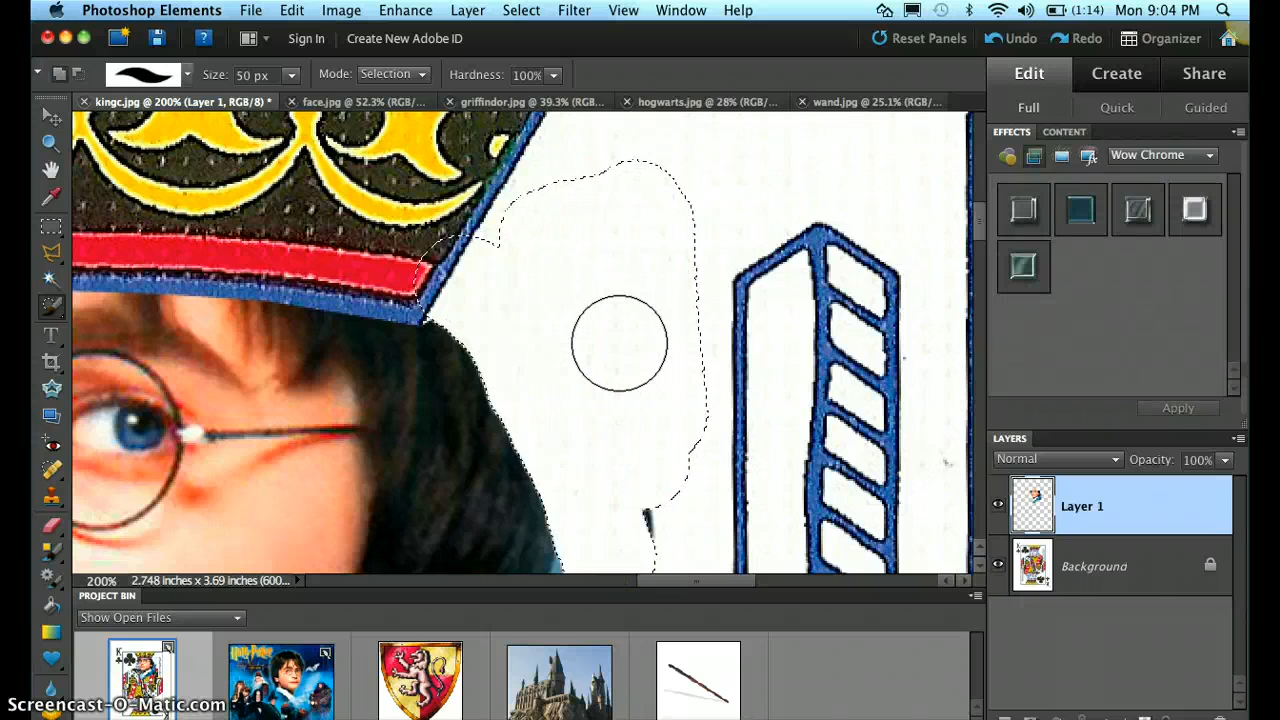 Photoshop Elements File Edit Image Enhance Layer Select Filter View Window Help (1:14) Mon 9:04 PM
Sign In Create New Adobe ID Reset Panels Undo Redo Organizer
Size: 50 px Mode: Selection Hardness: 100% Edit Create Share
kingc.jpg @ 200% (Layer 1, RGB/8) * face.jpg @ 52.3% (RGB/... griffindor.jpg @ 39.3% (RGB/... hogwarts.jpg @ 28% (RGB/... wand.jpg @ 25.1% (RGB/...
Full Quick Guided
EFFECTS CONTENT
Wow Chrome
Apply
LAYERS
Normal Opacity: 100%
Layer 1
Background
200% 2.748 inches x 3.69 inches (600...
PROJECT BIN
Show Open Files
K
Harry Potter
Screencast-O-Matic.com